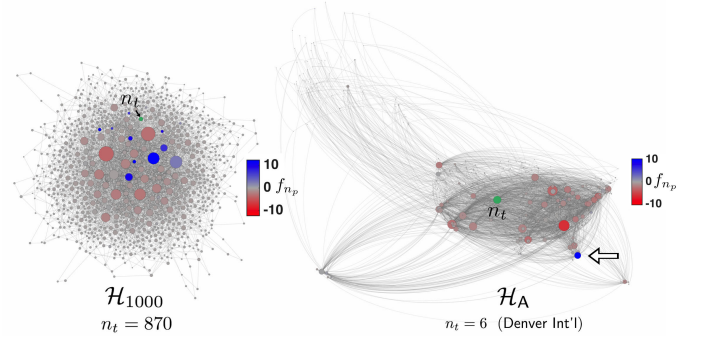 n_t
10
0 f_{n_p}
-10
ℋ_1000
n_t = 870
n_t
10
0 f_{n_p}
-10
ℋ_A
n_t = 6 (Denver Int'l)